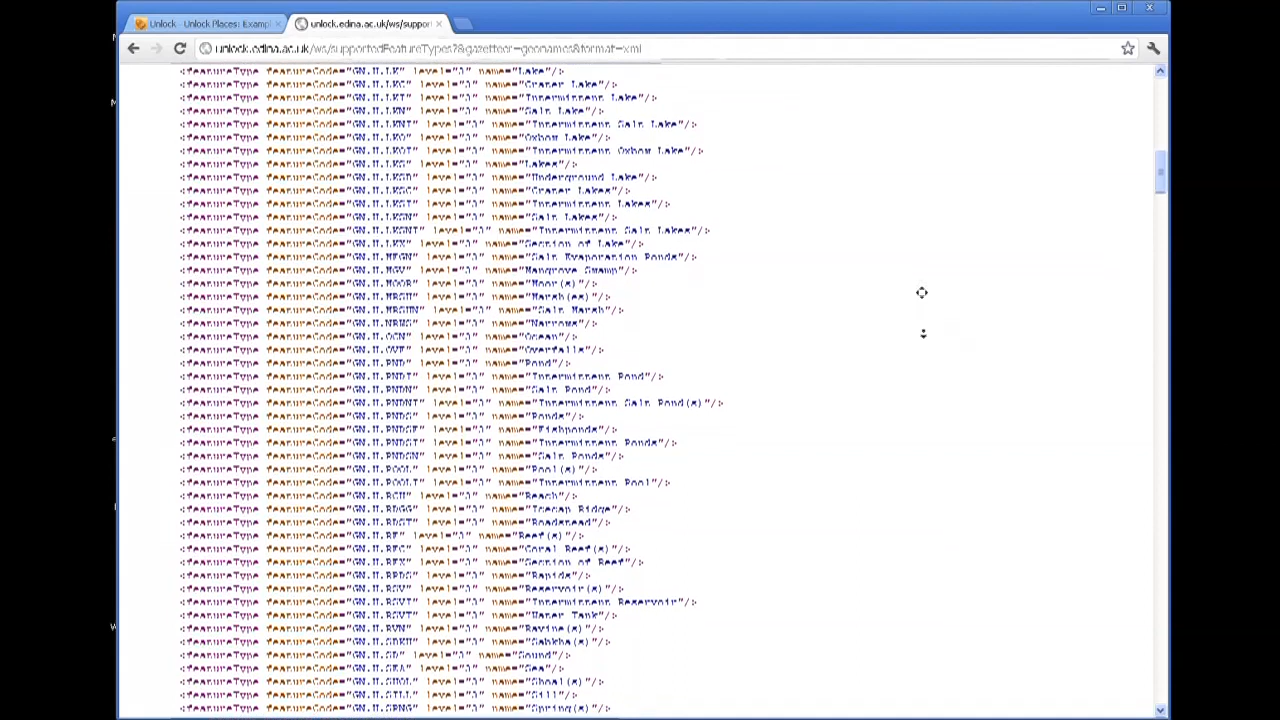 Unlock - Unlock Places: Exampl
unlock.edina.ac.uk/ws/support
unlock.edina.ac.uk/ws/supportedFeatureTypes?&gazetteer=geonames&format=xml
<featureType featureCode="GN.H.LK" level="3" name="Lake"/>
<featureType featureCode="GN.H.LKC" level="3" name="Crater Lake"/>
<featureType featureCode="GN.H.LKI" level="3" name="Intermittent Lake"/>
<featureType featureCode="GN.H.LKN" level="3" name="Salt Lake"/>
<featureType featureCode="GN.H.LKNI" level="3" name="Intermittent Salt Lake"/>
<featureType featureCode="GN.H.LKO" level="3" name="Oxbow Lake"/>
<featureType featureCode="GN.H.LKOI" level="3" name="Intermittent Oxbow Lake"/>
<featureType featureCode="GN.H.LKS" level="3" name="Lakes"/>
<featureType featureCode="GN.H.LKSB" level="3" name="Underground Lake"/>
<featureType featureCode="GN.H.LKSC" level="3" name="Crater Lakes"/>
<featureType featureCode="GN.H.LKSI" level="3" name="Intermittent Lakes"/>
<featureType featureCode="GN.H.LKSN" level="3" name="Salt Lakes"/>
<featureType featureCode="GN.H.LKSNI" level="3" name="Intermittent Salt Lakes"/>
<featureType featureCode="GN.H.LKX" level="3" name="Section of Lake"/>
<featureType featureCode="GN.H.MFGN" level="3" name="Salt Evaporation Ponds"/>
<featureType featureCode="GN.H.MGV" level="3" name="Mangrove Swamp"/>
<featureType featureCode="GN.H.MOOR" level="3" name="Moor(s)"/>
<featureType featureCode="GN.H.MRSH" level="3" name="Marsh(es)"/>
<featureType featureCode="GN.H.MRSHN" level="3" name="Salt Marsh"/>
<featureType featureCode="GN.H.NRWS" level="3" name="Narrows"/>
<featureType featureCode="GN.H.OCN" level="3" name="Ocean"/>
<featureType featureCode="GN.H.OVF" level="3" name="Overfalls"/>
<featureType featureCode="GN.H.PND" level="3" name="Pond"/>
<featureType featureCode="GN.H.PNDI" level="3" name="Intermittent Pond"/>
<featureType featureCode="GN.H.PNDN" level="3" name="Salt Pond"/>
<featureType featureCode="GN.H.PNDNI" level="3" name="Intermittent Salt Pond(s)"/>
<featureType featureCode="GN.H.PNDS" level="3" name="Ponds"/>
<featureType featureCode="GN.H.PNDSF" level="3" name="Fishponds"/>
<featureType featureCode="GN.H.PNDSI" level="3" name="Intermittent Ponds"/>
<featureType featureCode="GN.H.PNDSN" level="3" name="Salt Ponds"/>
<featureType featureCode="GN.H.POOL" level="3" name="Pool(s)"/>
<featureType featureCode="GN.H.POOLI" level="3" name="Intermittent Pool"/>
<featureType featureCode="GN.H.RCH" level="3" name="Reach"/>
<featureType featureCode="GN.H.RDGG" level="3" name="Icecap Ridge"/>
<featureType featureCode="GN.H.RDST" level="3" name="Roadstead"/>
<featureType featureCode="GN.H.RF" level="3" name="Reef(s)"/>
<featureType featureCode="GN.H.RFC" level="3" name="Coral Reef(s)"/>
<featureType featureCode="GN.H.RFX" level="3" name="Section of Reef"/>
<featureType featureCode="GN.H.RPDS" level="3" name="Rapids"/>
<featureType featureCode="GN.H.RSV" level="3" name="Reservoir(s)"/>
<featureType featureCode="GN.H.RSVI" level="3" name="Intermittent Reservoir"/>
<featureType featureCode="GN.H.RSVT" level="3" name="Water Tank"/>
<featureType featureCode="GN.H.RVN" level="3" name="Ravine(s)"/>
<featureType featureCode="GN.H.SBKH" level="3" name="Sabkha(s)"/>
<featureType featureCode="GN.H.SD" level="3" name="Sound"/>
<featureType featureCode="GN.H.SEA" level="3" name="Sea"/>
<featureType featureCode="GN.H.SHOL" level="3" name="Shoal(s)"/>
<featureType featureCode="GN.H.SILL" level="3" name="Sill"/>
<featureType featureCode="GN.H.SPNG" level="3" name="Spring(s)"/>